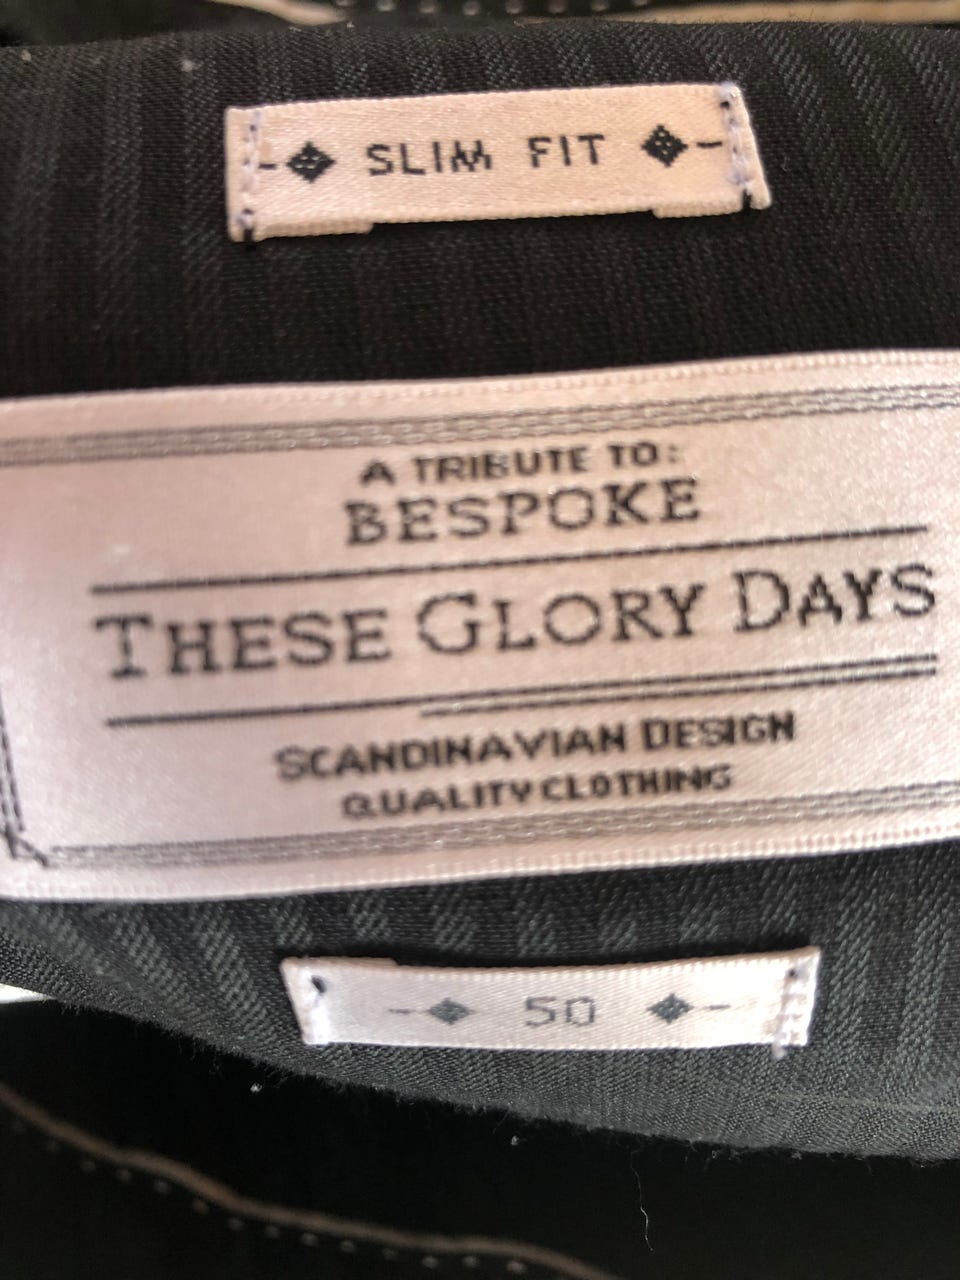 SLIM FIT
A TRIBUTE TO:
BESPOKE
THESE GLORY DAYS
SCANDINAVIAN DESIGN
QUALITY CLOTHING
50